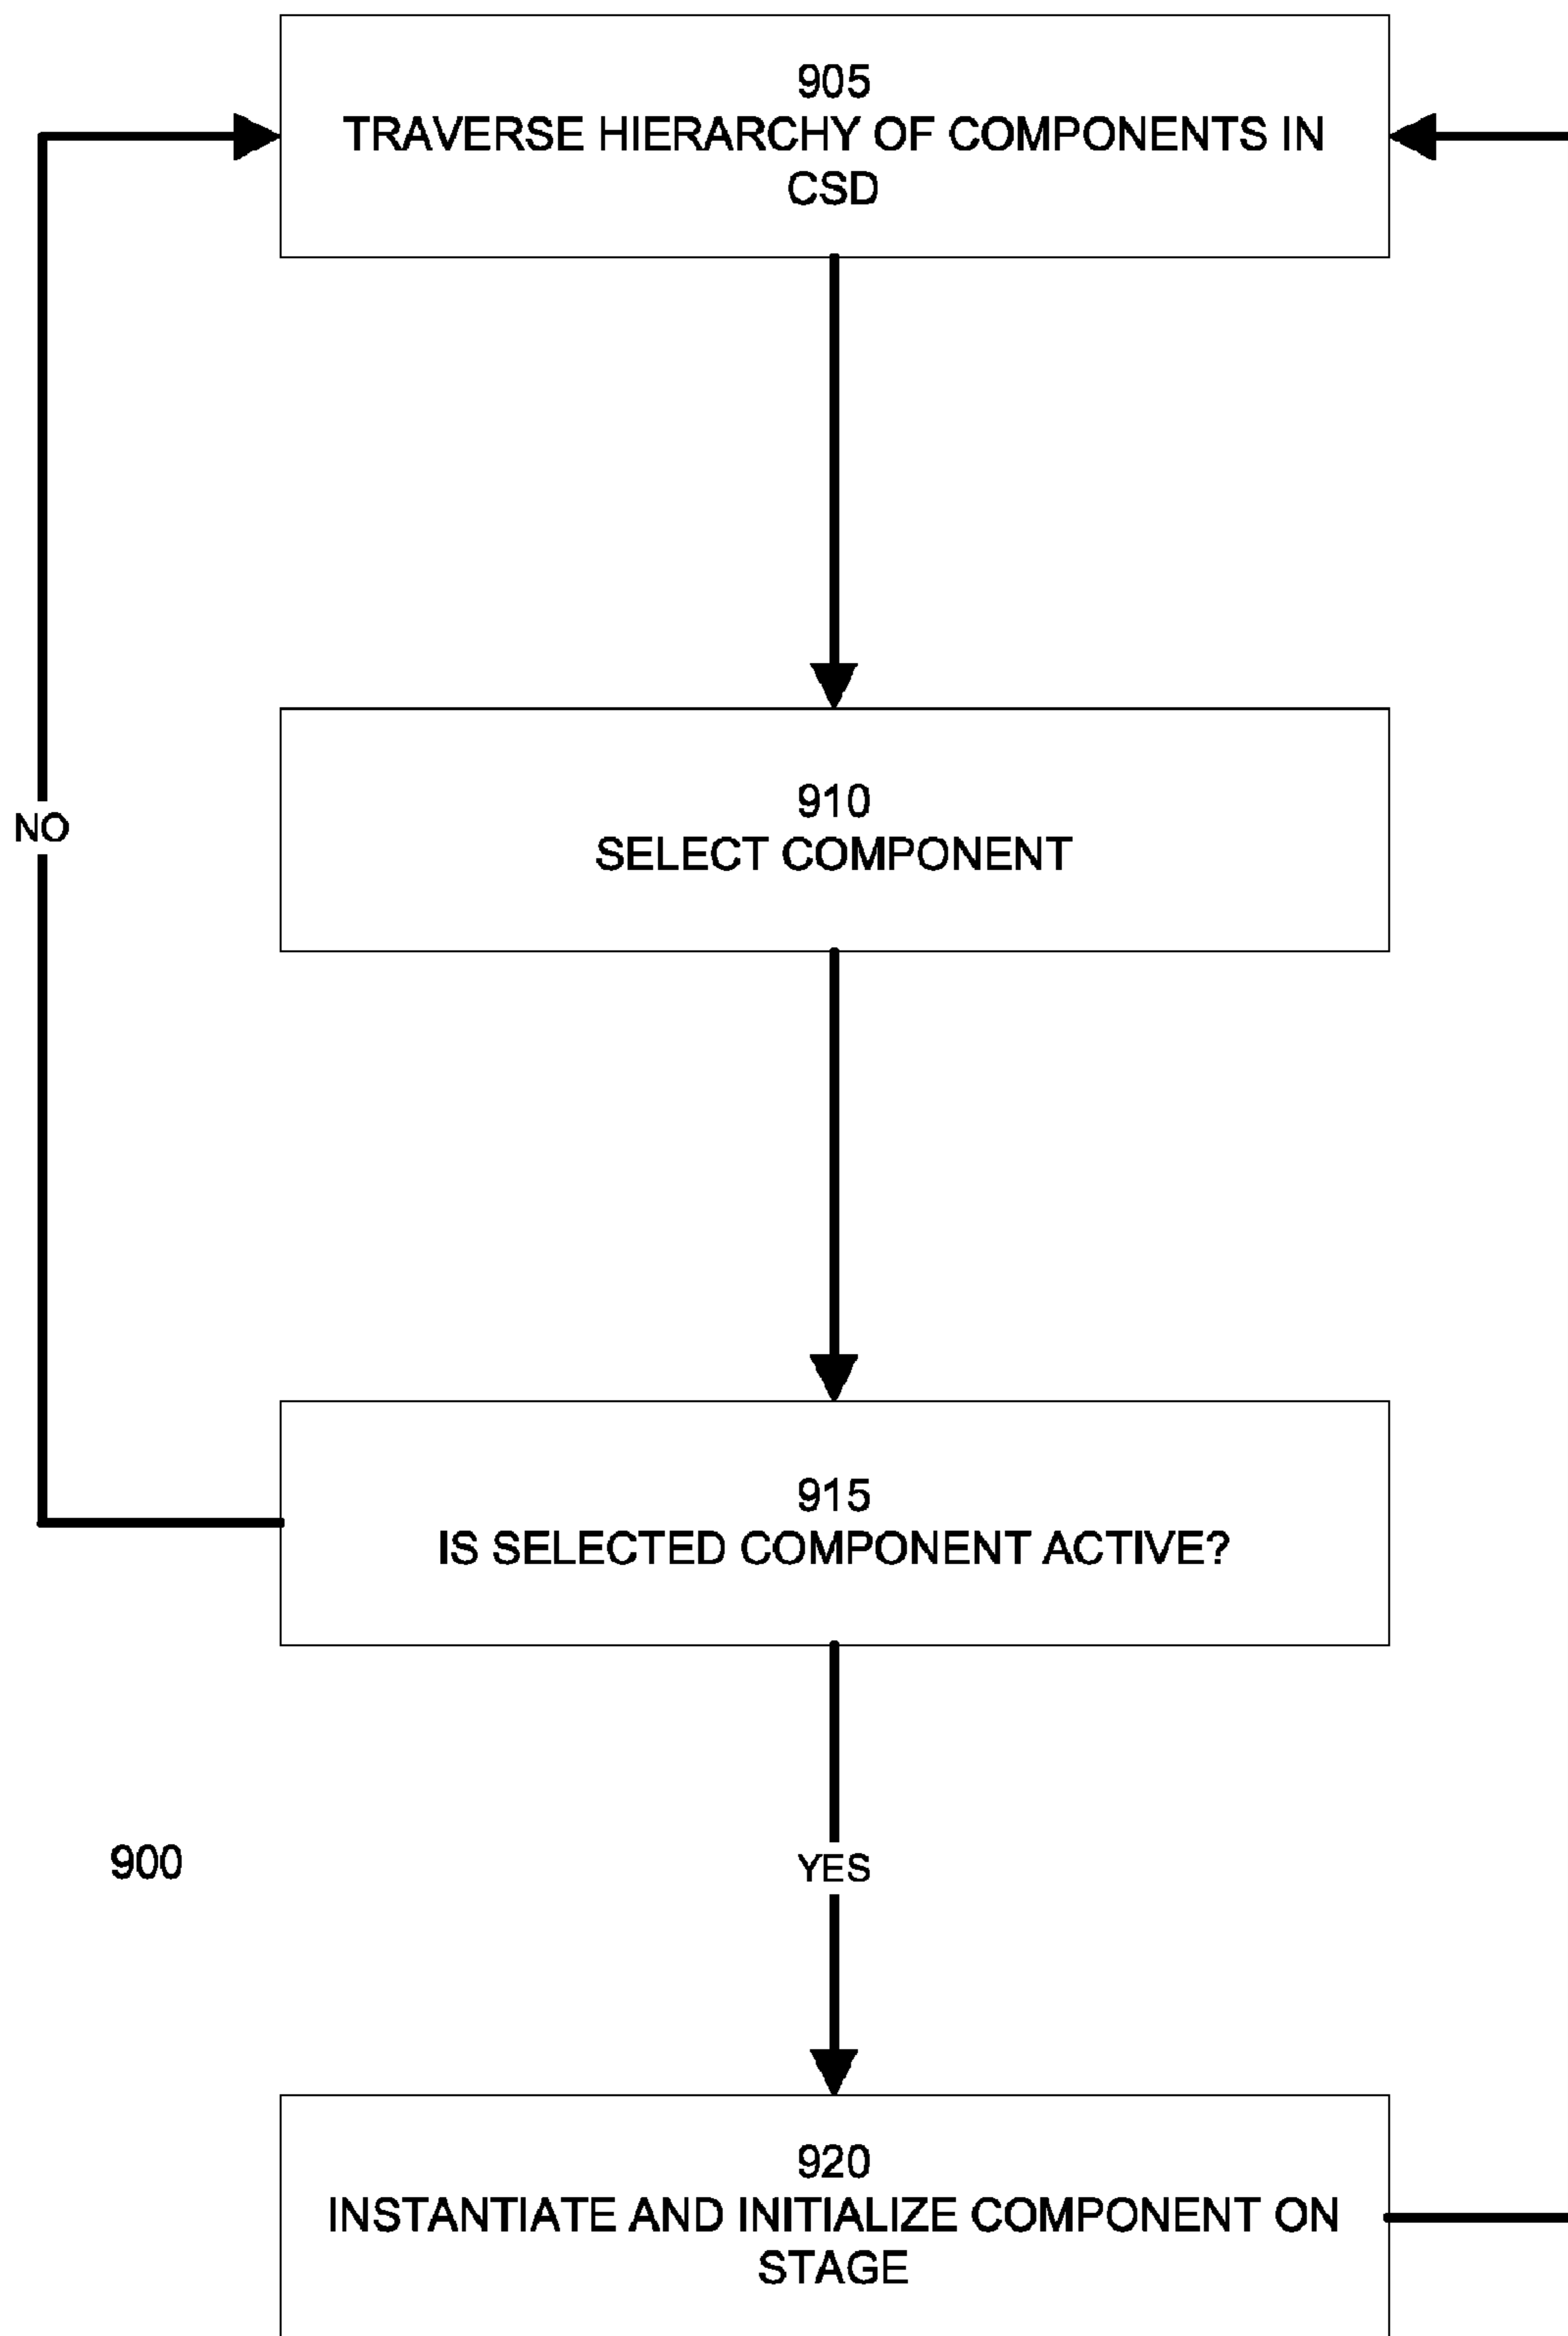 905
TRAVERSE HIERARCHY OF COMPONENTS IN
CSD
910
SELECT COMPONENT
NO
915
IS SELECTED COMPONENT ACTIVE?
900
YES
920
INSTANTIATE AND INITIALIZE COMPONENT ON
STAGE